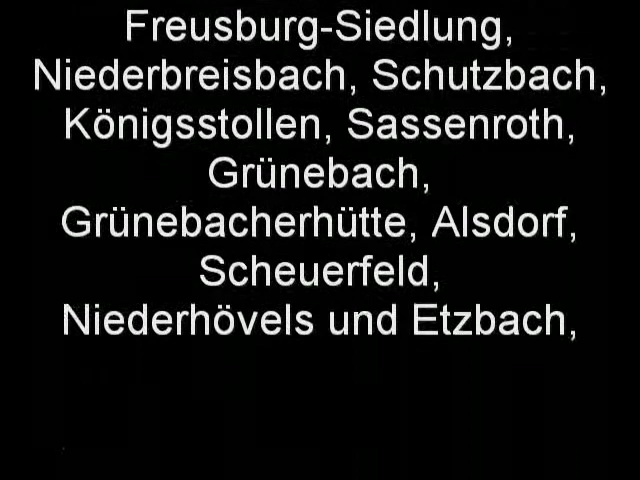 Freusburg-Siedlung,
Niederbreisbach, Schutzbach,
Königsstollen, Sassenroth,
Grünebach,
Grünebacherhütte, Alsdorf,
Scheuerfeld,
Niederhövels und Etzbach,